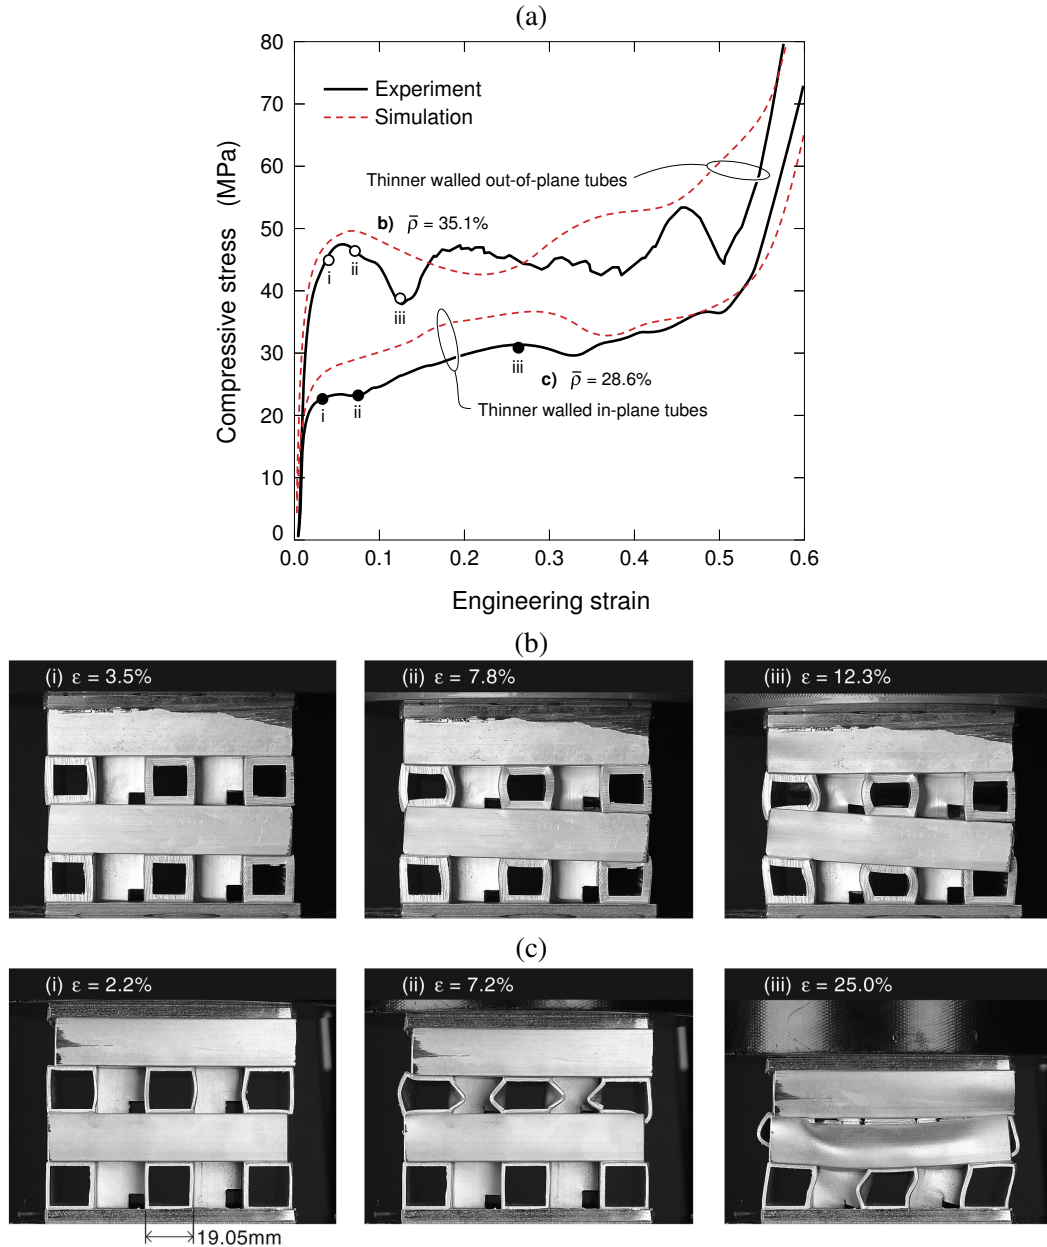 (a)
80
70
60
50
40
30
20
10
0
Compressive stress (MPa)
Experiment
Simulation
Thinner walled out-of-plane tubes
b) ρ̄ = 35.1%
i
ii
iii
i
ii
iii
c) ρ̄ = 28.6%
Thinner walled in-plane tubes
0.0 0.1 0.2 0.3 0.4 0.5 0.6
Engineering strain
(b)
(i) ε = 3.5%
(ii) ε = 7.8%
(iii) ε = 12.3%
(c)
(i) ε = 2.2%
(ii) ε = 7.2%
(iii) ε = 25.0%
19.05mm